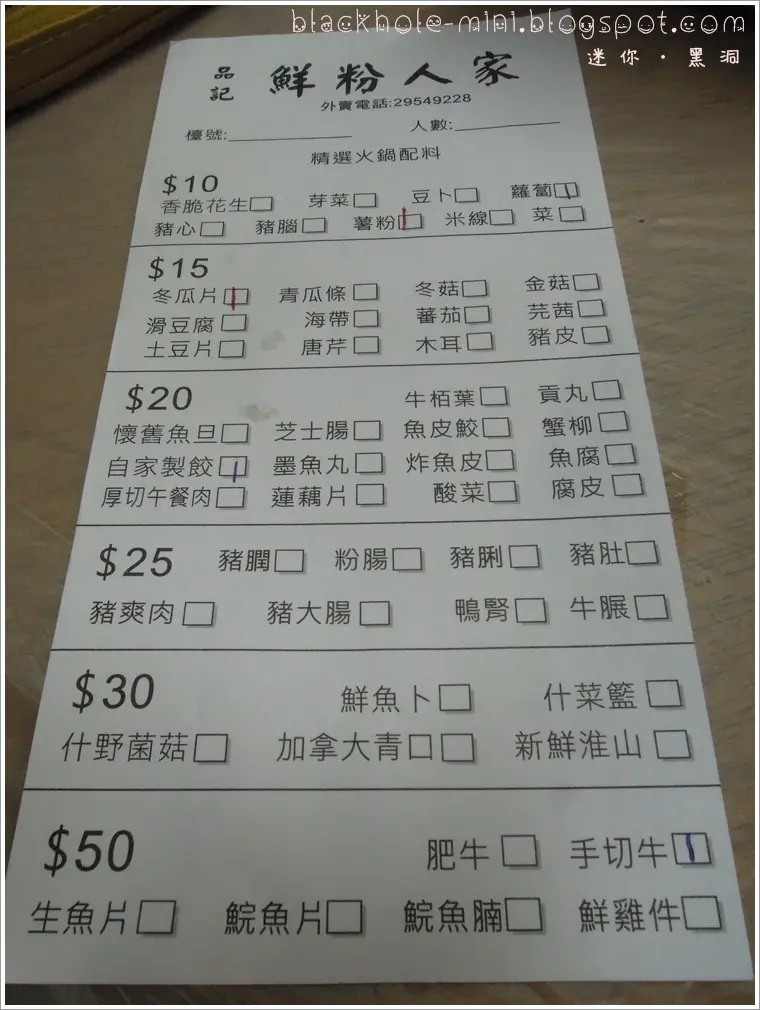 blackhole-mini.blogspot.com
迷你・黑洞
品記 鮮粉人家
外賣電話:29549228
檯號:__________ 人數:__________
精選火鍋配料
$10
香脆花生□ 芽菜□ 豆卜□ 蘿蔔□
豬心□ 豬腦□ 薯粉□ 米線□ 菜□
$15
冬瓜片□ 青瓜條□ 冬菇□ 金菇□
滑豆腐□ 海帶□ 蕃茄□ 芫茜□
土豆片□ 唐芹□ 木耳□ 豬皮□
$20 牛栢葉□ 貢丸□
懷舊魚旦□ 芝士腸□ 魚皮餃□ 蟹柳□
自家製餃□ 墨魚丸□ 炸魚皮□ 魚腐□
厚切午餐肉□ 蓮藕片□ 酸菜□ 腐皮□
$25 豬膶□ 粉腸□ 豬脷□ 豬肚□
豬爽肉□ 豬大腸□ 鴨腎□ 牛𦟌□
$30 鮮魚卜□ 什菜籃□
什野菌菇□ 加拿大青口□ 新鮮淮山□
$50 肥牛□ 手切牛□
生魚片□ 鯇魚片□ 鯇魚腩□ 鮮雞件□